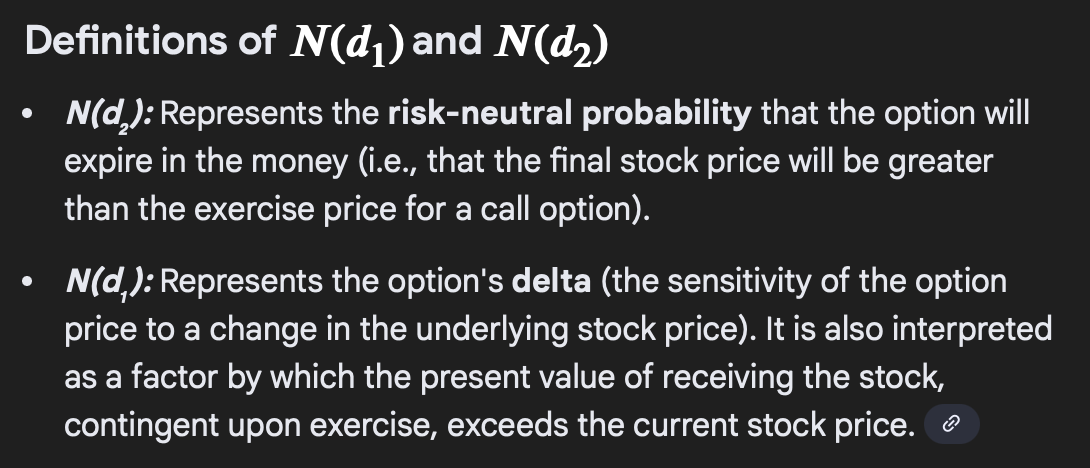 Definitions of N(d₁) and N(d₂)
• N(d₂): Represents the risk-neutral probability that the option will
expire in the money (i.e., that the final stock price will be greater
than the exercise price for a call option).
• N(d₁): Represents the option's delta (the sensitivity of the option
price to a change in the underlying stock price). It is also interpreted
as a factor by which the present value of receiving the stock,
contingent upon exercise, exceeds the current stock price.